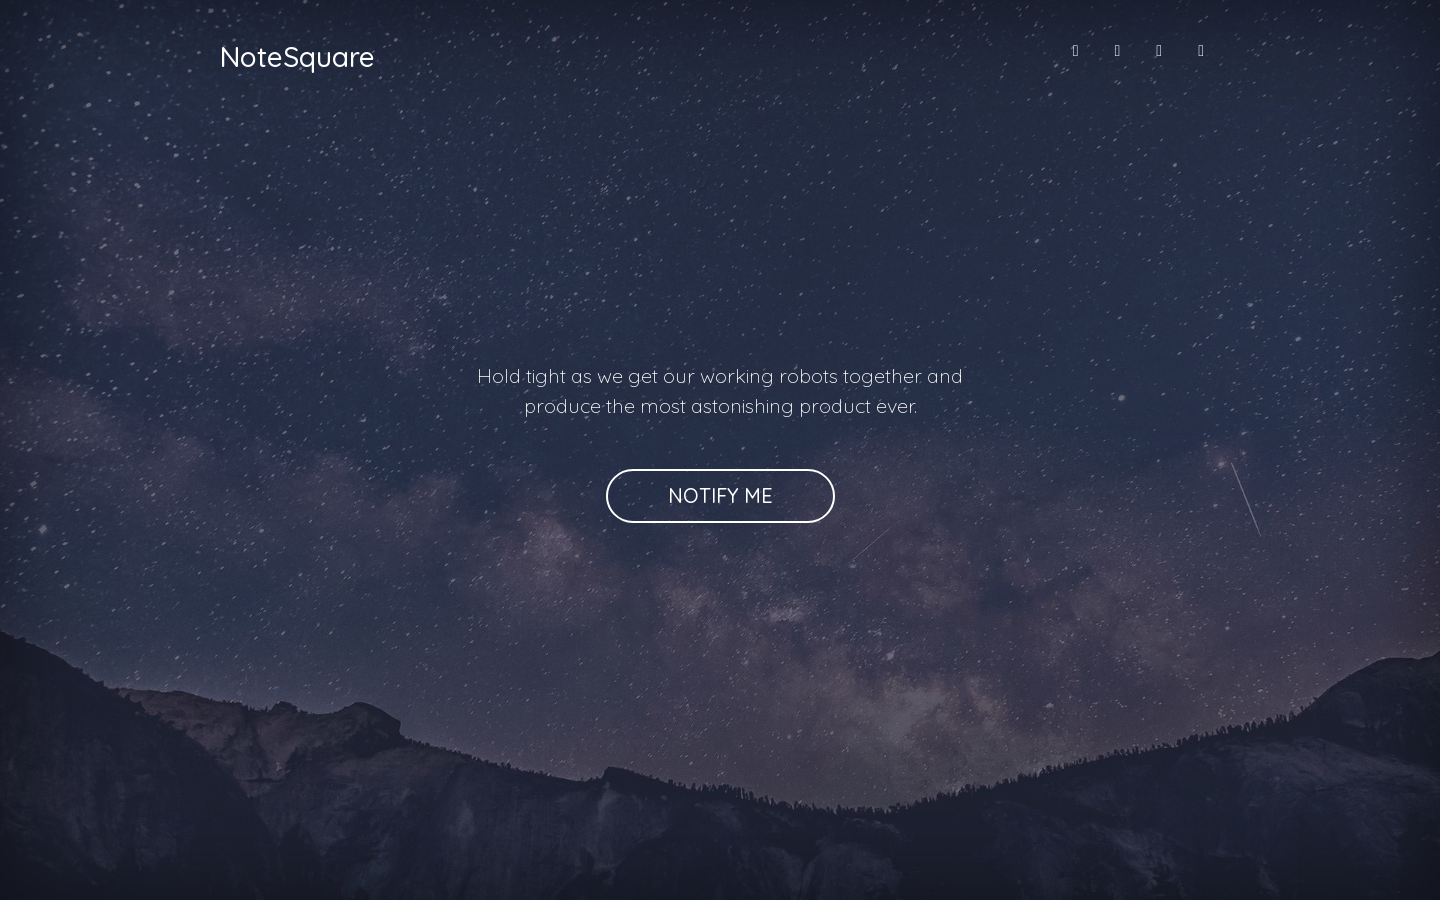 NoteSquare
Hold tight as we get our working robots together and
produce the most astonishing product ever.
NOTIFY ME